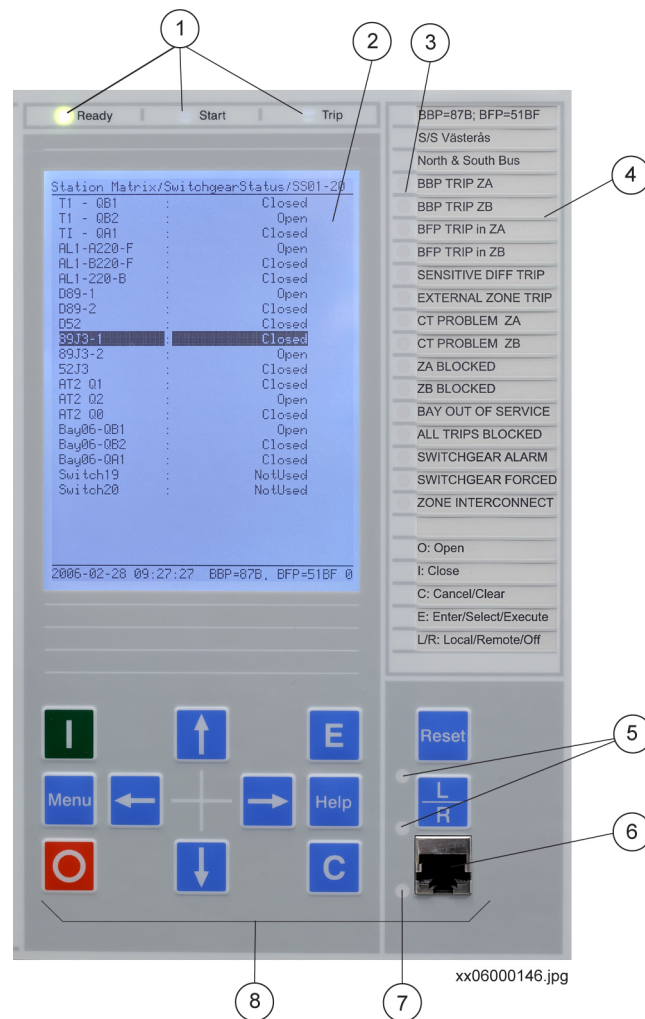 1
2
3
4
Ready
Start
Trip
Station Matrix/SwitchgearStatus/SS01-20
T1 - QB1 : Closed
T1 - QB2 : Open
TI - QA1 : Closed
AL1-A220-F : Open
AL1-B220-F : Closed
AL1-220-B : Closed
D89-1 : Open
D89-2 : Closed
D52 : Closed
89J3-1 : Closed
89J3-2 : Open
52J3 : Closed
AT2 Q1 : Closed
AT2 Q2 : Open
AT2 Q0 : Closed
Bay06-QB1 : Open
Bay06-QB2 : Closed
Bay06-QA1 : Closed
Switch19 : NotUsed
Switch20 : NotUsed
2006-02-28 09:27:27 BBP=87B, BFP=51BF 0
BBP=87B; BFP=51BF
S/S Västerås
North & South Bus
BBP TRIP ZA
BBP TRIP ZB
BFP TRIP in ZA
BFP TRIP in ZB
SENSITIVE DIFF TRIP
EXTERNAL ZONE TRIP
CT PROBLEM ZA
CT PROBLEM ZB
ZA BLOCKED
ZB BLOCKED
BAY OUT OF SERVICE
ALL TRIPS BLOCKED
SWITCHGEAR ALARM
SWITCHGEAR FORCED
ZONE INTERCONNECT
O: Open
I: Close
C: Cancel/Clear
E: Enter/Select/Execute
L/R: Local/Remote/Off
I
E
Reset
5
Menu
Help
L
R
6
O
C
8
7
xx06000146.jpg